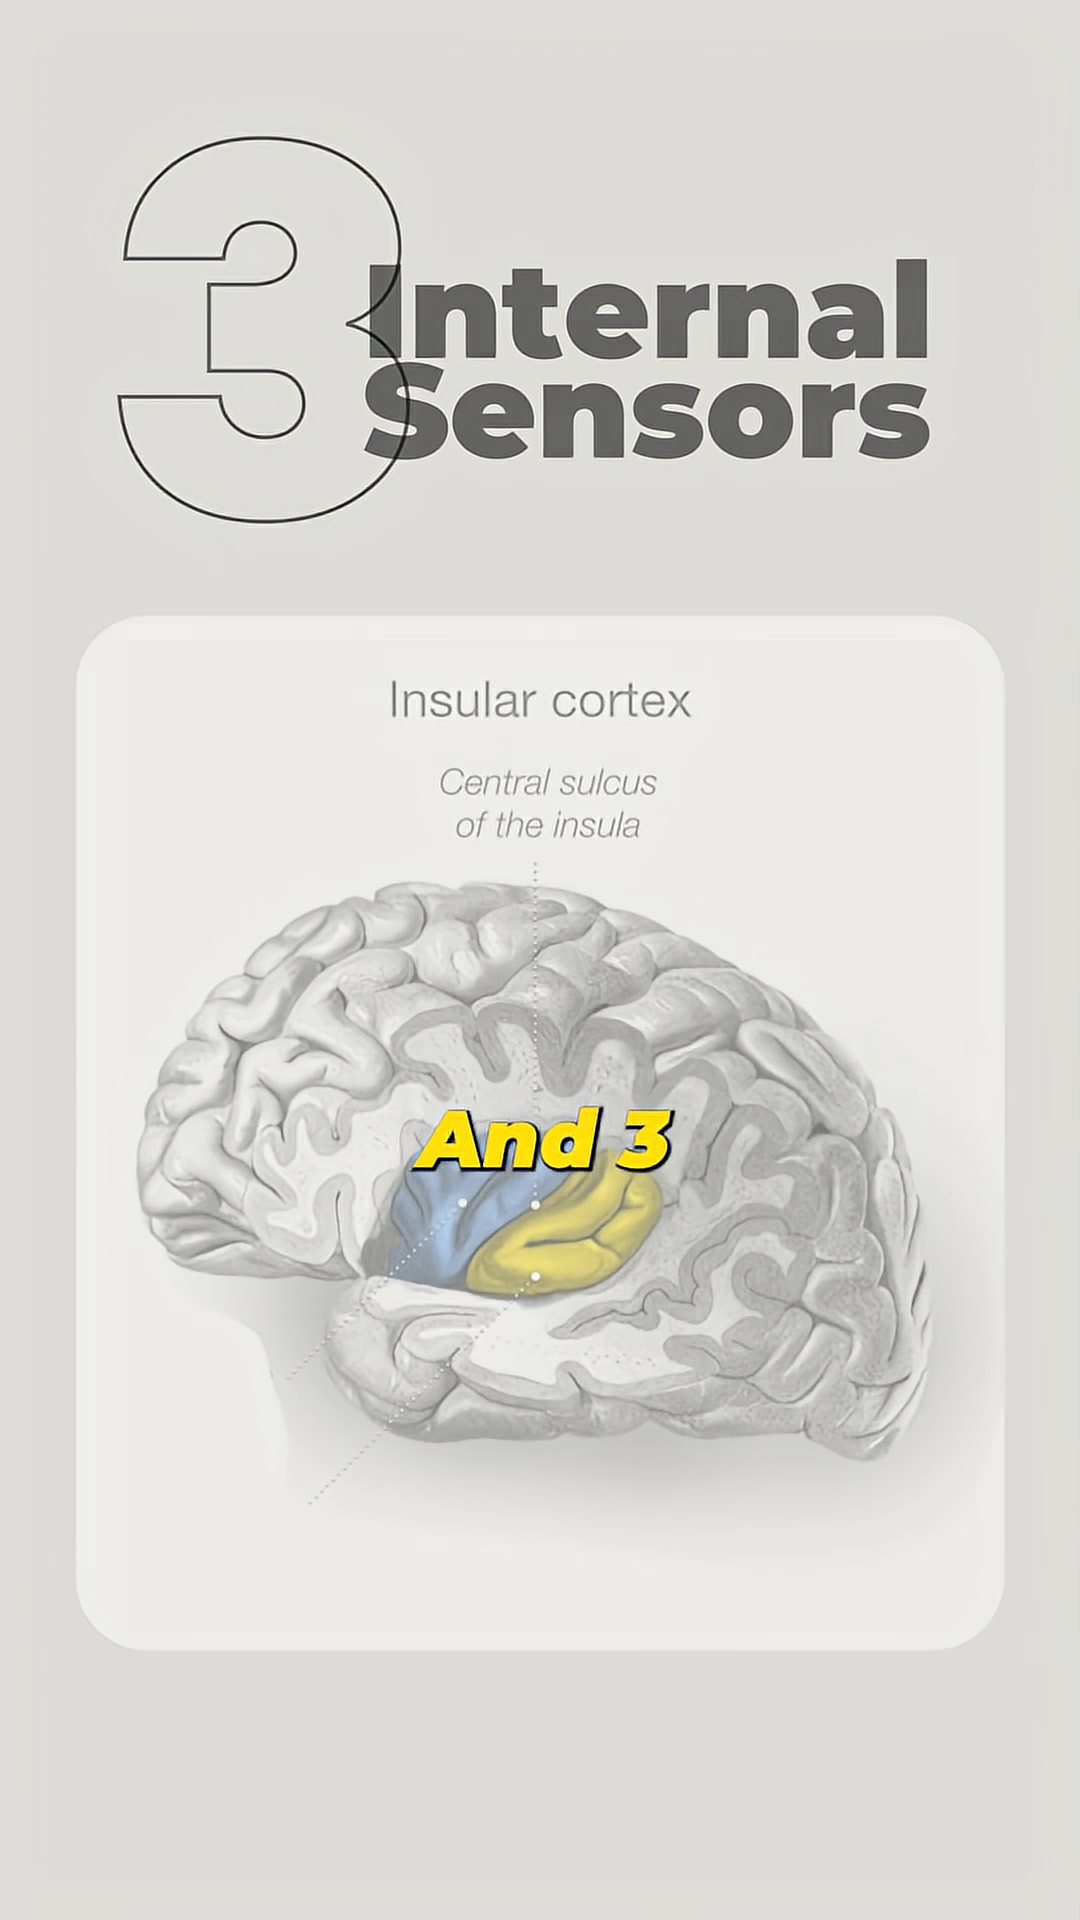 3
Internal
Sensors
Insular cortex
Central sulcus
of the insula
And 3